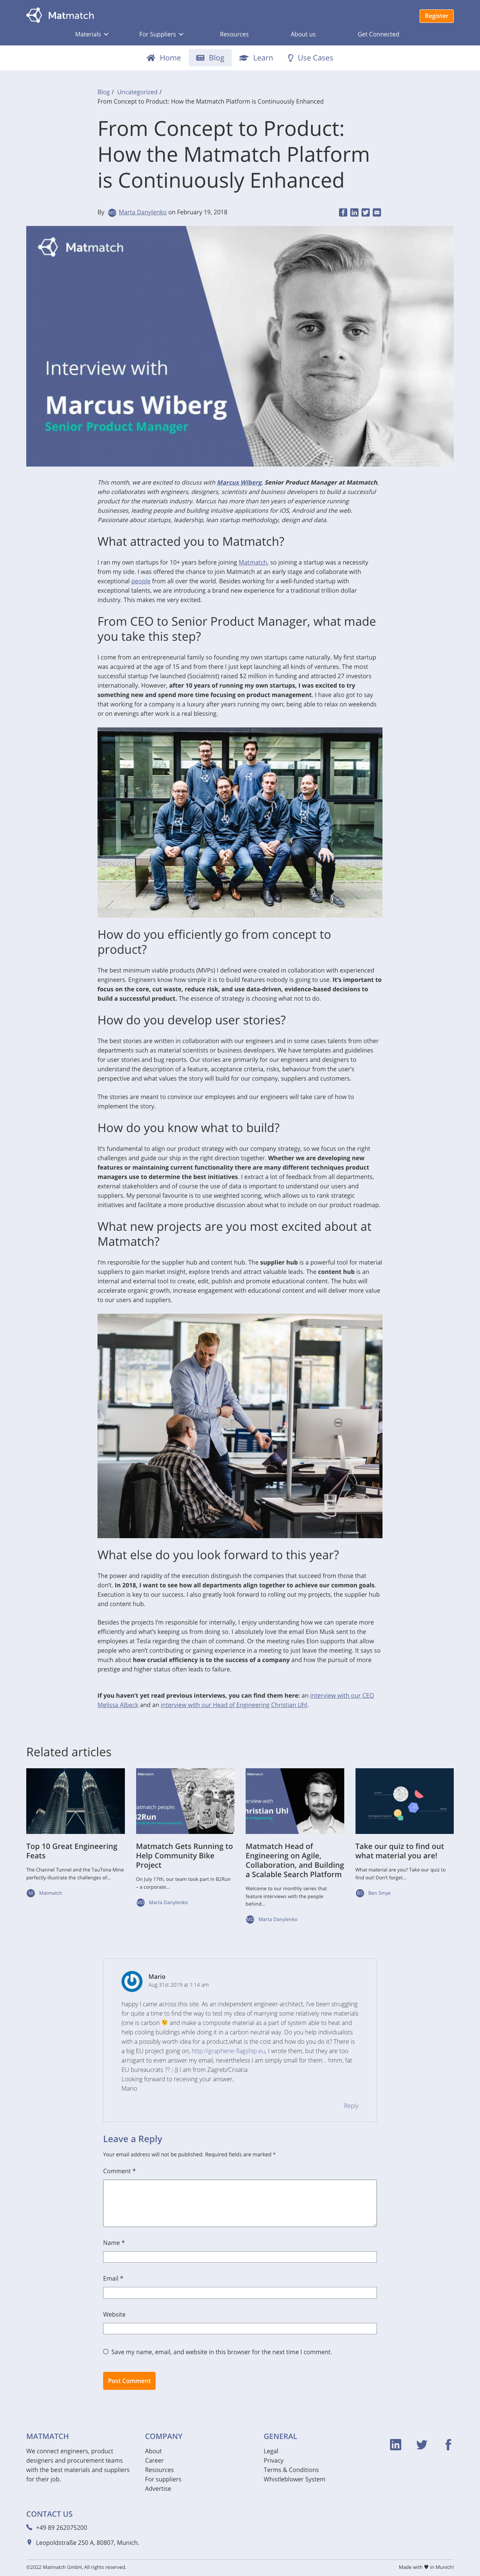 Matmatch
Register
Materials
For Suppliers
Resources
About us
Get Connected
Home
Blog
Learn
Use Cases
Blog / Uncategorized /
From Concept to Product: How the Matmatch Platform is Continuously Enhanced
From Concept to Product:
How the Matmatch Platform
is Continuously Enhanced
By MD Marta Danylenko on February 19, 2018
Matmatch
Interview with
Marcus Wiberg
Senior Product Manager
This month, we are excited to discuss with Marcus Wiberg, Senior Product Manager at Matmatch,
who collaborates with engineers, designers, scientists and business developers to build a successful
product for the materials industry. Marcus has more than ten years of experience running
businesses, leading people and building intuitive applications for iOS, Android and the web.
Passionate about startups, leadership, lean startup methodology, design and data.
What attracted you to Matmatch?
I ran my own startups for 10+ years before joining Matmatch, so joining a startup was a necessity
from my side. I was offered the chance to join Matmatch at an early stage and collaborate with
exceptional people from all over the world. Besides working for a well-funded startup with
exceptional talents, we are introducing a brand new experience for a traditional trillion dollar
industry. This makes me very excited.
From CEO to Senior Product Manager, what made
you take this step?
I come from an entrepreneurial family so founding my own startups came naturally. My first startup
was acquired at the age of 15 and from there I just kept launching all kinds of ventures. The most
successful startup I've launched (Socialmist) raised $2 million in funding and attracted 27 investors
internationally. However, after 10 years of running my own startups, I was excited to try
something new and spend more time focusing on product management. I have also got to say
that working for a company is a luxury after years running my own; being able to relax on weekends
or on evenings after work is a real blessing.
How do you efficiently go from concept to
product?
The best minimum viable products (MVPs) I defined were created in collaboration with experienced
engineers. Engineers know how simple it is to build features nobody is going to use. It's important to
focus on the core, cut waste, reduce risk, and use data-driven, evidence-based decisions to
build a successful product. The essence of strategy is choosing what not to do.
How do you develop user stories?
The best stories are written in collaboration with our engineers and in some cases talents from other
departments such as material scientists or business developers. We have templates and guidelines
for user stories and bug reports. Our stories are primarily for our engineers and designers to
understand the description of a feature, acceptance criteria, risks, behaviour from the user's
perspective and what values the story will build for our company, suppliers and customers.
The stories are meant to convince our employees and our engineers will take care of how to
implement the story.
How do you know what to build?
It's fundamental to align our product strategy with our company strategy, so we focus on the right
challenges and guide our ship in the right direction together. Whether we are developing new
features or maintaining current functionality there are many different techniques product
managers use to determine the best initiatives. I extract a lot of feedback from all departments,
external stakeholders and of course the use of data is important to understand our users and
suppliers. My personal favourite is to use weighted scoring, which allows us to rank strategic
initiatives and facilitate a more productive discussion about what to include on our product roadmap.
What new projects are you most excited about at
Matmatch?
I'm responsible for the supplier hub and content hub. The supplier hub is a powerful tool for material
suppliers to gain market insight, explore trends and attract valuable leads. The content hub is an
internal and external tool to create, edit, publish and promote educational content. The hubs will
accelerate organic growth, increase engagement with educational content and will deliver more value
to our users and suppliers.
What else do you look forward to this year?
The power and rapidity of the execution distinguish the companies that succeed from those that
don't. In 2018, I want to see how all departments align together to achieve our common goals.
Execution is key to our success. I also greatly look forward to rolling out my projects, the supplier hub
and content hub.
Besides the projects I'm responsible for internally, I enjoy understanding how we can operate more
efficiently and what's keeping us from doing so. I absolutely love the email Elon Musk sent to the
employees at Tesla regarding the chain of command. Or the meeting rules Elon supports that allow
people who aren't contributing or gaining experience in a meeting to just leave the meeting. It says so
much about how crucial efficiency is to the success of a company and how the pursuit of more
prestige and higher status often leads to failure.
If you haven't yet read previous interviews, you can find them here: an interview with our CEO
Melissa Albeck and an interview with our Head of Engineering Christian Uhl.
Related articles
Matmatch
atmatch people:
B2Run
Matmatch
erview with
hristian Uhl
Top 10 Great Engineering
Feats
The Channel Tunnel and the TauTona Mine
perfectly illustrate the challenges of...
M Matmatch
Matmatch Gets Running to
Help Community Bike
Project
On July 17th, our team took part in B2Run
– a corporate...
MD Marta Danylenko
Matmatch Head of
Engineering on Agile,
Collaboration, and Building
a Scalable Search Platform
Welcome to our monthly series that
feature interviews with the people
behind...
MD Marta Danylenko
Take our quiz to find out
what material you are!
What material are you? Take our quiz to
find out! Don't forget...
BS Ben Smye
Mario
Aug 31st 2019 at 1:14 am
happy I came across this site. As an independent engineer-architect, I've been struggling
for quite a time to find the way to test my idea of marrying some relatively new materials
(one is carbon 😉 and make a composite material as a part of system able to heat and
help cooling buildings while doing it in a carbon neutral way. Do you help individualists
with a possibly worth idea for a product,what is the cost and how do you do it? There is
a big EU project going on, http://graphene-flagship.eu, I wrote them, but they are too
arrogant to even answer my email, nevertheless I am simply small for them... hmm, fat
EU bureaucrats ?? ;-)) I am from Zagreb/Croatia.
Looking forward to receiving your answer,
Mario
Reply
Leave a Reply
Your email address will not be published. Required fields are marked *
Comment *
Name *
Email *
Website
Save my name, email, and website in this browser for the next time I comment.
Post Comment
MATMATCH
We connect engineers, product
designers and procurement teams
with the best materials and suppliers
for their job.
COMPANY
About
Career
Resources
For suppliers
Advertise
GENERAL
Legal
Privacy
Terms & Conditions
Whistleblower System
CONTACT US
+49 89 262075200
Leopoldstraße 250 A, 80807, Munich.
©2022 Matmatch GmbH, All rights reserved.
Made with ♥ in Munich!